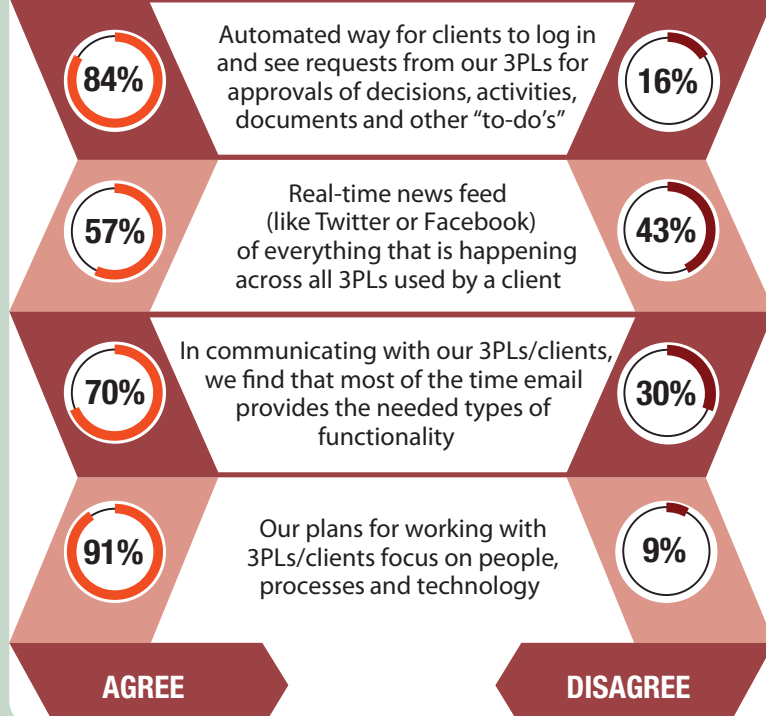 84%
Automated way for clients to log in
and see requests from our 3PLs for
approvals of decisions, activities,
documents and other “to-do’s”
16%
57%
Real-time news feed
(like Twitter or Facebook)
of everything that is happening
across all 3PLs used by a client
43%
70%
In communicating with our 3PLs/clients,
we find that most of the time email
provides the needed types of
functionality
30%
91%
Our plans for working with
3PLs/clients focus on people,
processes and technology
9%
AGREE
DISAGREE